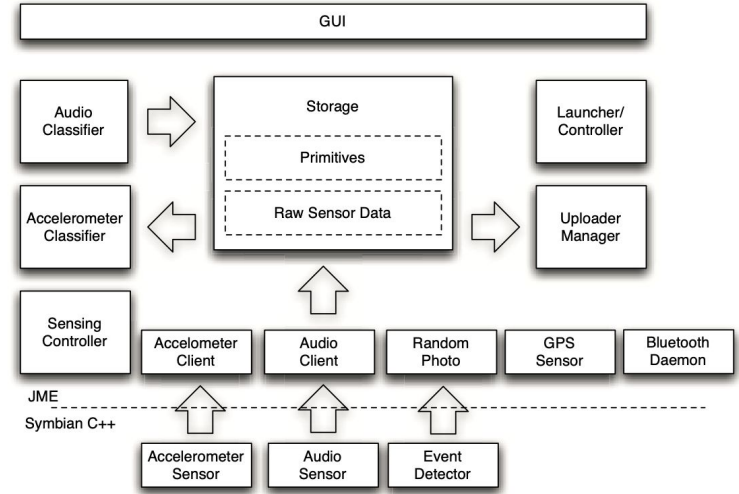 GUI
Audio
Classifier
Storage
Primitives
Raw Sensor Data
Launcher/
Controller
Accelerometer
Classifier
Uploader
Manager
Sensing
Controller
Accelometer
Client
Audio
Client
Random
Photo
GPS
Sensor
Bluetooth
Daemon
JME
Symbian C++
Accelerometer
Sensor
Audio
Sensor
Event
Detector